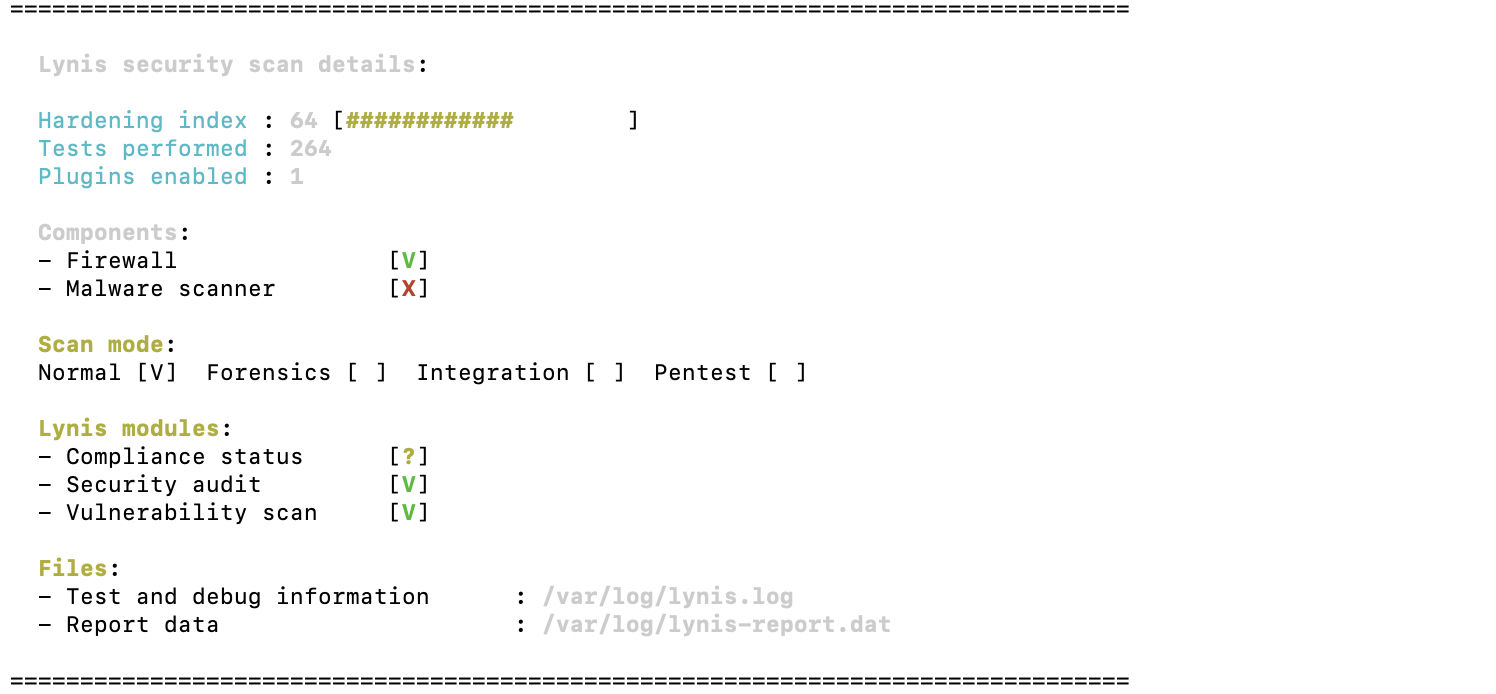 ================================================================================
Lynis security scan details:
Hardening index : 64 [############        ]
Tests performed : 264
Plugins enabled : 1
Components:
- Firewall               [V]
- Malware scanner        [X]
Scan mode:
Normal [V]  Forensics [ ]  Integration [ ]  Pentest [ ]
Lynis modules:
- Compliance status      [?]
- Security audit         [V]
- Vulnerability scan     [V]
Files:
- Test and debug information      : /var/log/lynis.log
- Report data                     : /var/log/lynis-report.dat
================================================================================